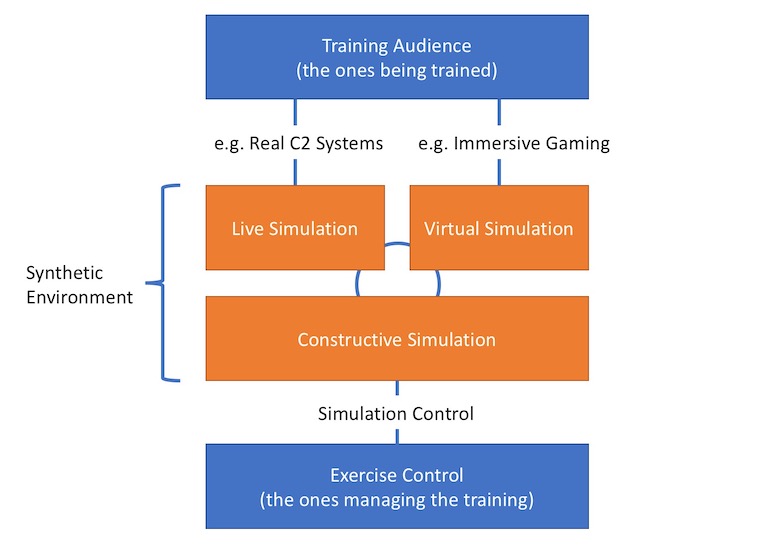 Training Audience
(the ones being trained)
e.g. Real C2 Systems
e.g. Immersive Gaming
Live Simulation
Virtual Simulation
Synthetic
Environment
Constructive Simulation
Simulation Control
Exercise Control
(the ones managing the training)